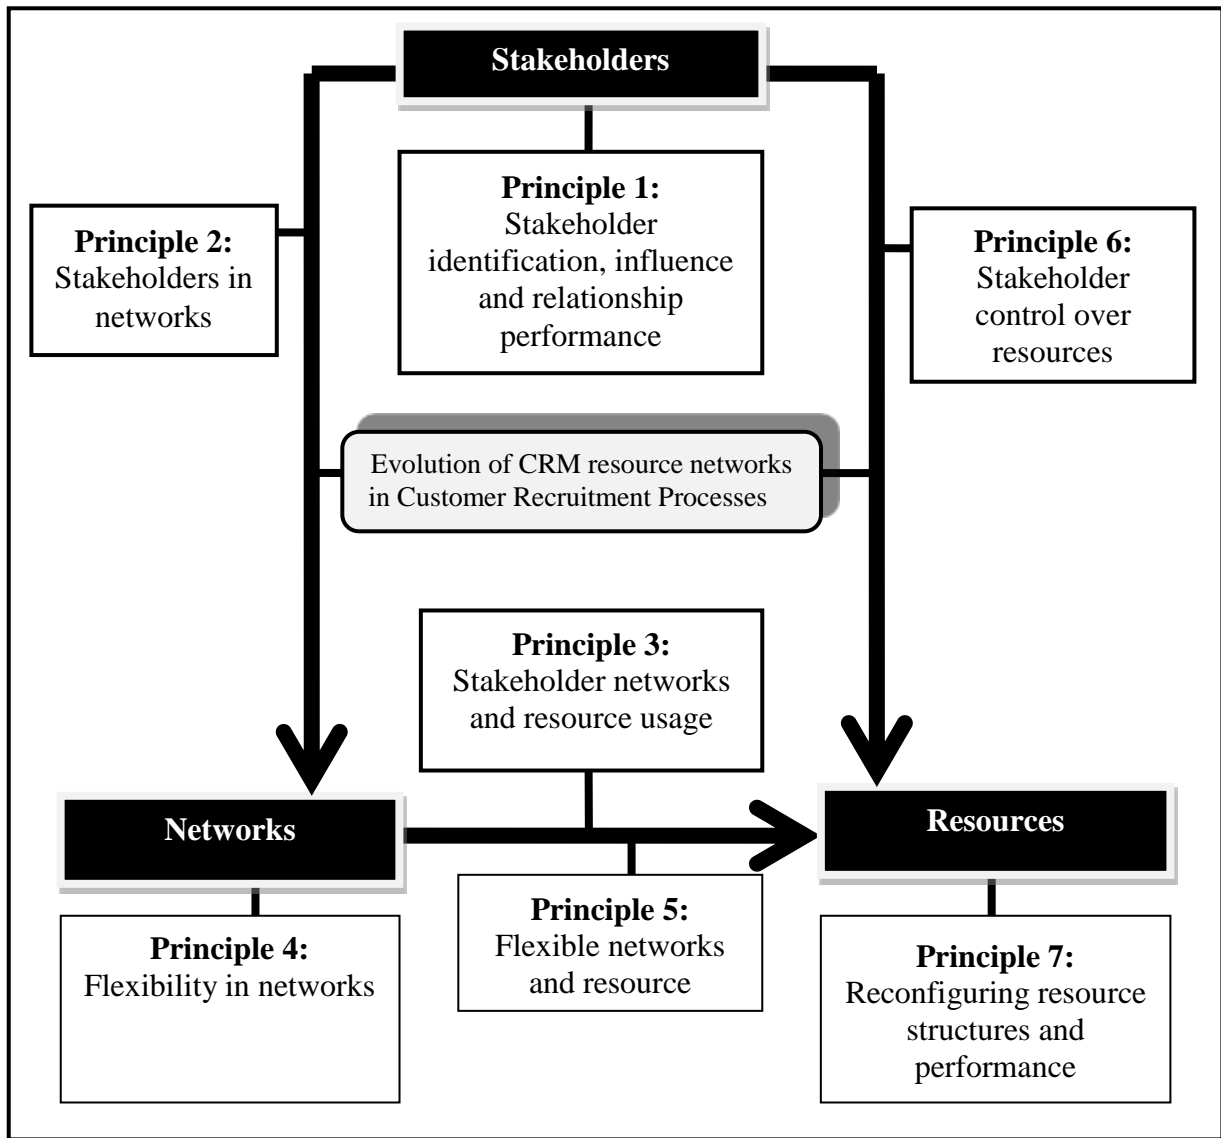 Stakeholders
Principle 1:
Stakeholder
identification, influence
and relationship
performance
Principle 2:
Stakeholders in
networks
Principle 6:
Stakeholder
control over
resources
Evolution of CRM resource networks
in Customer Recruitment Processes
Principle 3:
Stakeholder networks
and resource usage
Networks
Resources
Principle 4:
Flexibility in networks
Principle 5:
Flexible networks
and resource
Principle 7:
Reconfiguring resource
structures and
performance